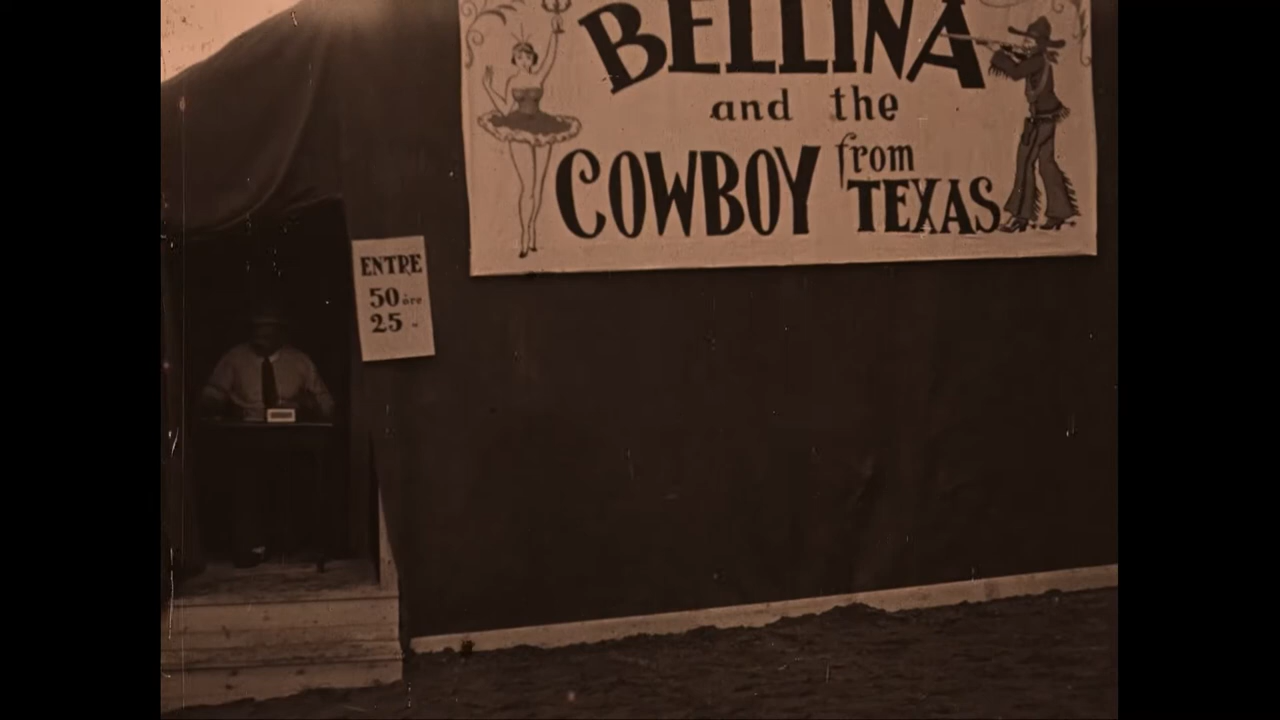 BELLINA
and the
COWBOY from
TEXAS
ENTRE
50 öre
25 -